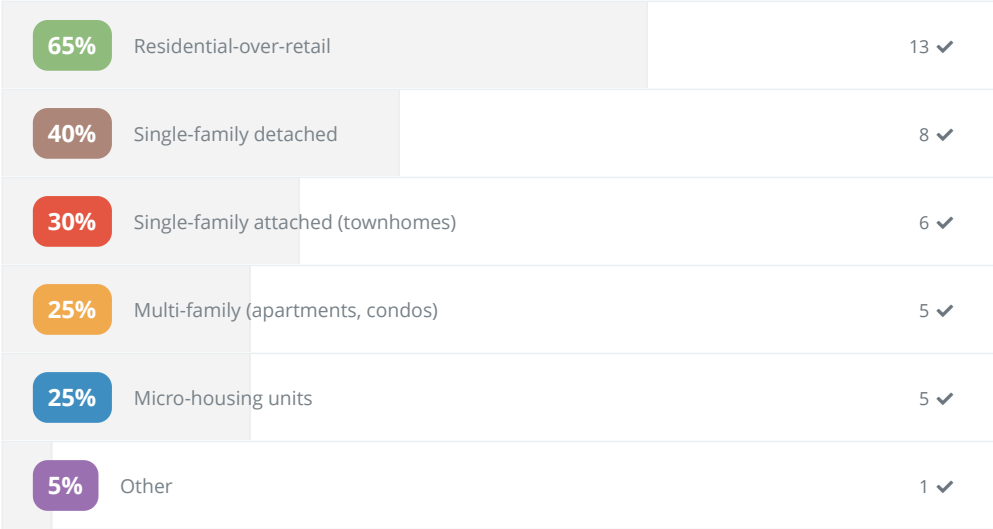 65% Residential-over-retail 13 ✔
40% Single-family detached 8 ✔
30% Single-family attached (townhomes) 6 ✔
25% Multi-family (apartments, condos) 5 ✔
25% Micro-housing units 5 ✔
5% Other 1 ✔